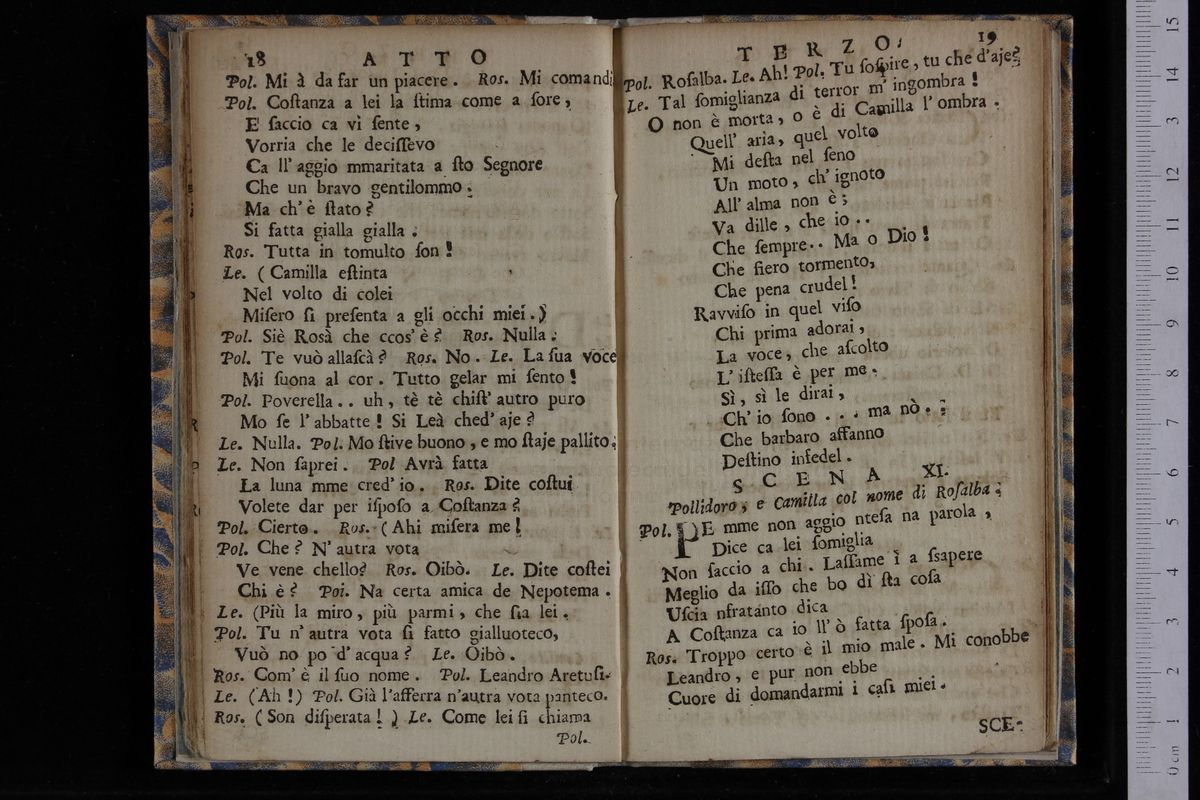 18 ATTO
Pol. Mi à da far un piacere. Ros. Mi comandi
Pol. Coſtanza a lei la ſtima come a ſore,
E ſaccio ca vì ſente,
Vorria che le deciſſevo
Ca ll' aggio mmaritata a ſto Segnore
Che un bravo gentilommo.
Ma ch' è ſtato?
Si fatta gialla gialla.
Ros. Tutta in tomulto ſon!
Le. (Camilla eſtinta
Nel volto di colei
Miſero ſi preſenta a gli occhi miei.)
Pol. Siè Rosà che ccos' è? Ros. Nulla.
Pol. Te vuò allaſcà? Ros. No. Le. La ſua voce
Mi ſuona al cor. Tutto gelar mi ſento!
Pol. Poverella.. uh, tè tè chiſt' autro puro
Mo ſe l' abbatte! Si Leà ched' aje?
Le. Nulla. Pol. Mo ſtive buono, e mo ſtaje pallito.
Le. Non ſaprei. Pol Avrà fatta
La luna mme cred' io. Ros. Dite coſtui
Volete dar per iſpoſo a Coſtanza?
Pol. Certo. Ros. (Ahi miſera me!
Pol. Che? N' autra vota
Ve vene chello? Ros. Oibò. Le. Dite coſtei
Chi è? Poi. Na certa amica de Nepotema.
Le. (Più la miro, più parmi, che ſia lei.
Pol. Tu n' autra vota ſi fatto gialluoteco,
Vuò no po d' acqua? Le. Oibò.
Ros. Com' è il ſuo nome. Pol. Leandro Aretuſi-
Le. (Ah!) Pol. Già l'afferra n'autra vota panteco.
Ros. (Son diſperata!) Le. Come lei ſi chiama
Pol.
TERZO. 19
Pol. Roſalba. Le. Ah! Pol. Tu ſoſpire, tu che d'aje?
Le. Tal ſomiglianza di terror m' ingombra!
O non è morta, o è di Camilla l' ombra.
Quell' aria, quel volto
Mi deſta nel ſeno
Un moto, ch' ignoto
All' alma non è;
Va dille, che io..
Che ſempre.. Ma o Dio!
Che fiero tormento,
Che pena crudel!
Ravviſo in quel viſo
Chi prima adorai,
La voce, che aſcolto
L' iſteſſa è per me.
Sì, sì le dirai,
Ch' io ſono... ma nò..
Che barbaro affanno
Deſtino infedel.
SCENA XI.
Pollidoro, e Camilla col nome di Roſalba.
Pol. PE mme non aggio nteſa na parola,
Dice ca lei ſomiglia
Non ſaccio a chi. Laſſame ì a ſsapere
Meglio da iſſo che bo dì ſta coſa
Uſcia nfratanto dica
A Coſtanza ca io ll' ò fatta ſpoſa.
Ros. Troppo certo è il mio male. Mi conobbe
Leandro, e pur non ebbe
Cuore di domandarmi i caſi miei.
SCE-